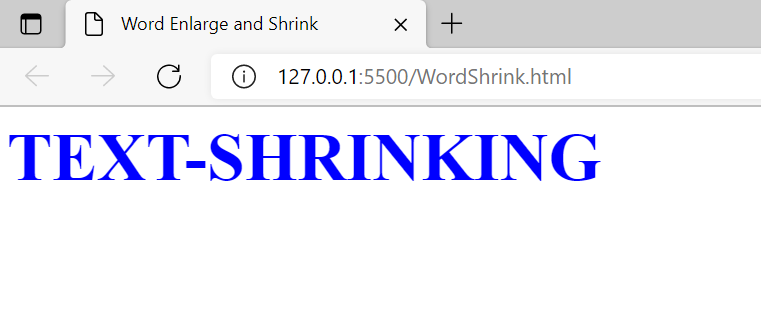 Word Enlarge and Shrink
127.0.0.1:5500/WordShrink.html
TEXT-SHRINKING